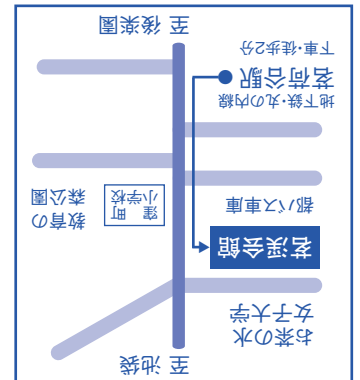 至 池袋
お茶の水
女子大学
茗渓館
都バス車庫
窪 町
小学校
教育の
森公園
地下鉄・丸の内線
茗荷谷駅
下車・徒歩2分
至 後楽園